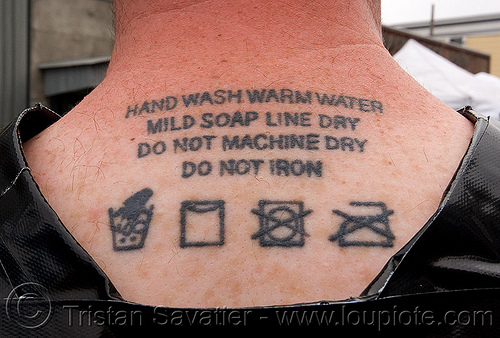 HAND WASH WARM WATER
MILD SOAP LINE DRY
DO NOT MACHINE DRY
DO NOT IRON
© Tristan Savatier - www.loupiote.com